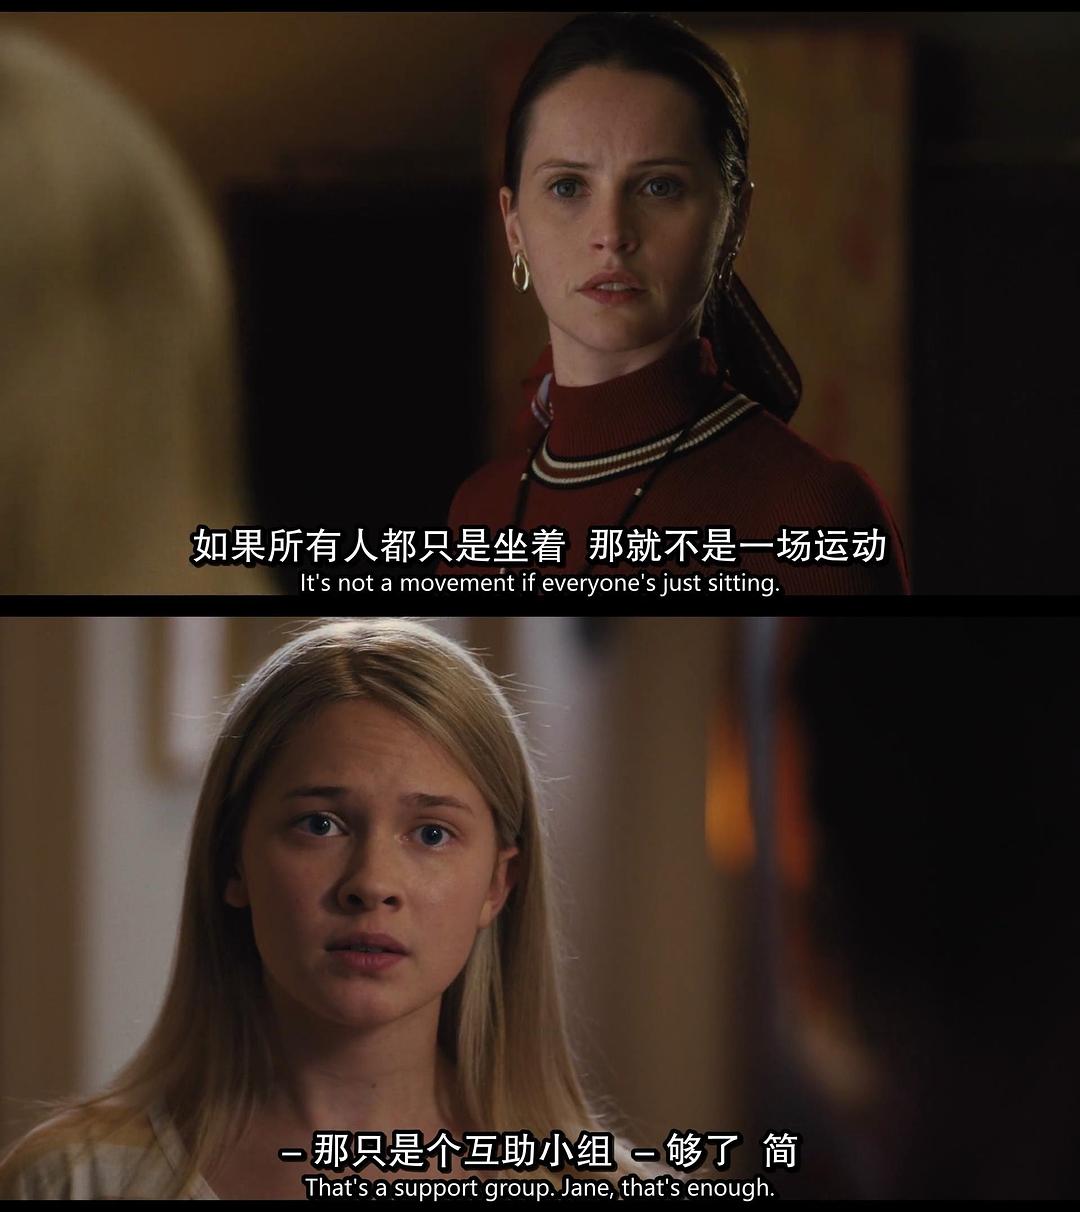 如果所有人都只是坐着 那就不是一场运动
It's not a movement if everyone's just sitting.
– 那只是个互助小组 – 够了 简
That's a support group. Jane, that's enough.